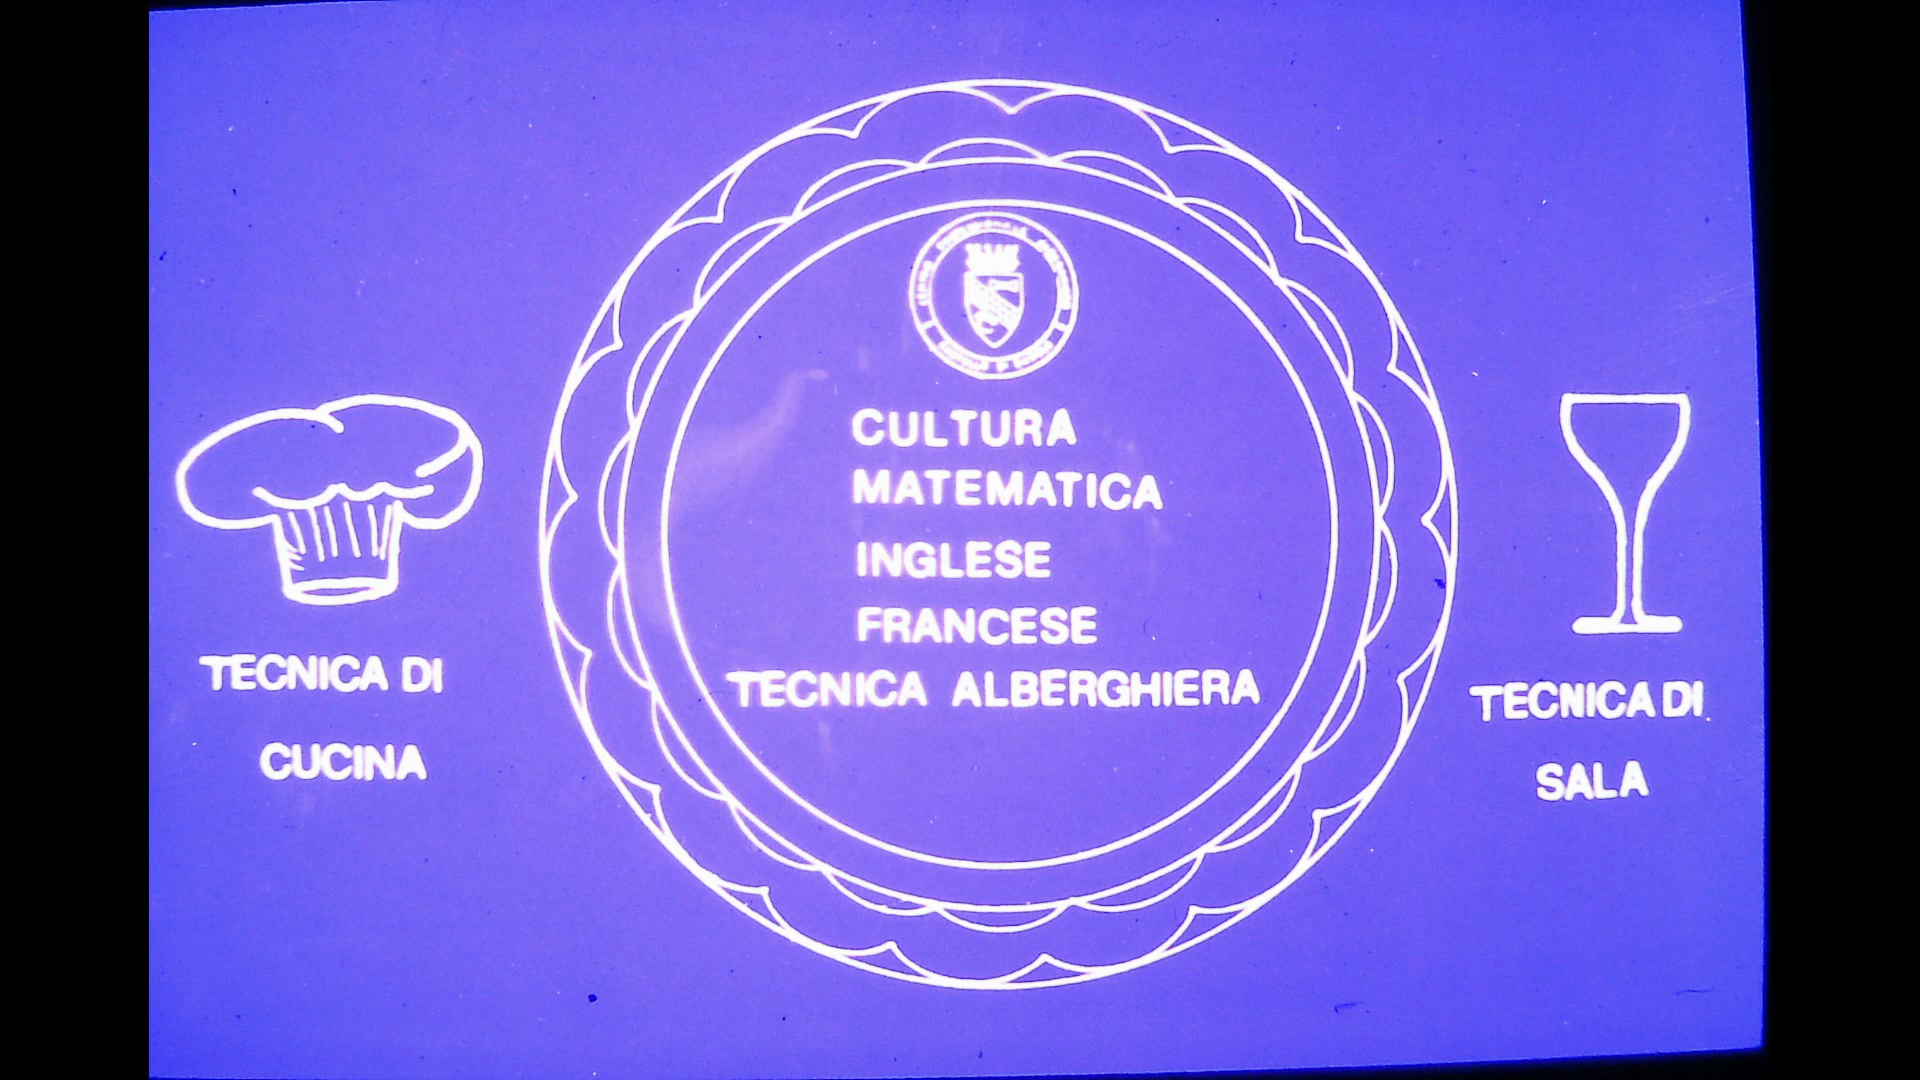 CULTURA
MATEMATICA
INGLESE
FRANCESE
TECNICA ALBERGHIERA
TECNICA DI
CUCINA
TECNICA DI
SALA